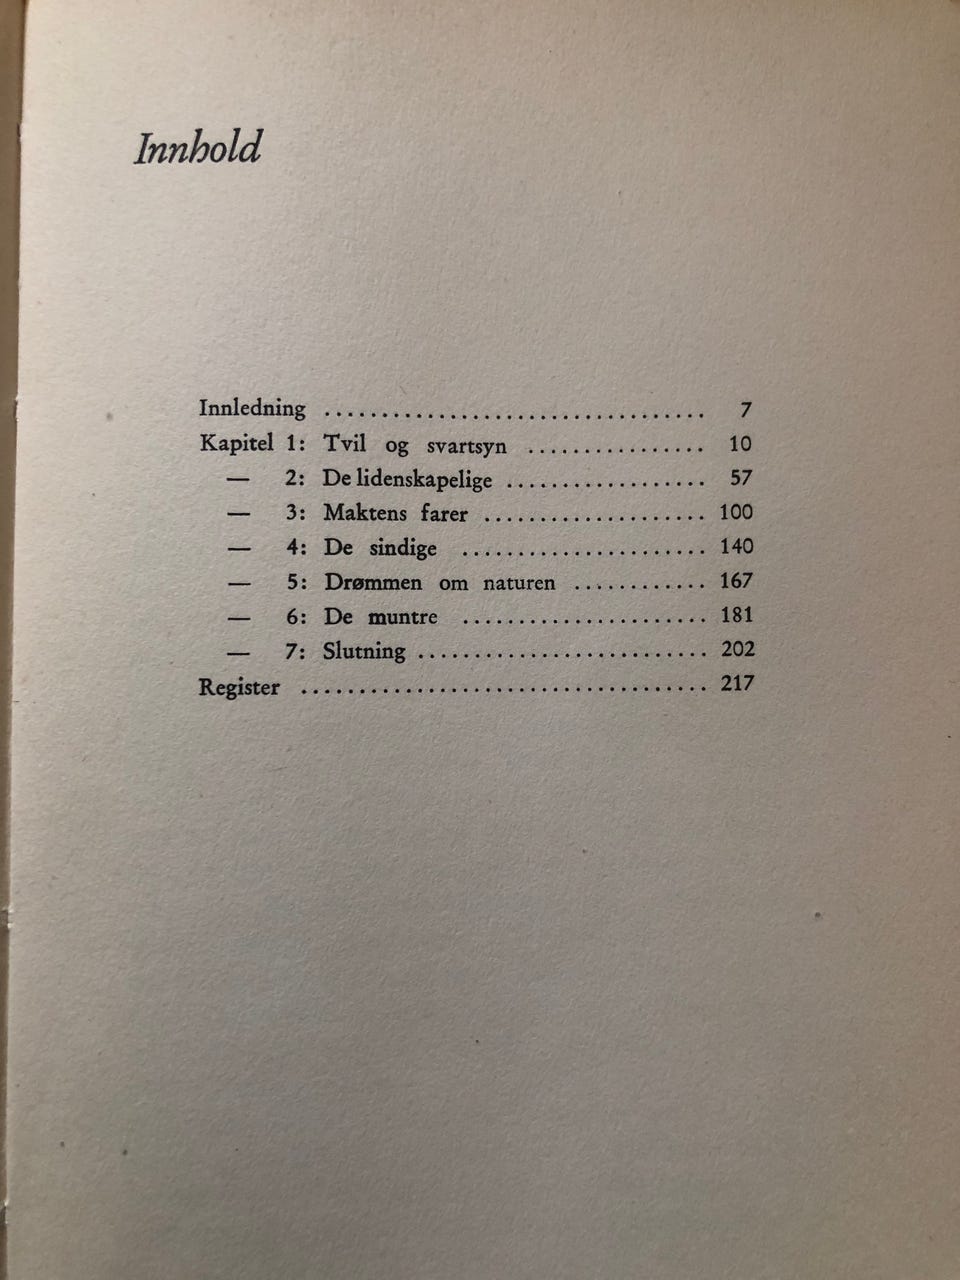 Innhold
Innledning .................................. 7
Kapitel 1: Tvil og svartsyn ................ 10
— 2: De lidenskapelige .................. 57
— 3: Maktens farer .................... 100
— 4: De sindige ...................... 140
— 5: Drømmen om naturen ............ 167
— 6: De muntre ...................... 181
— 7: Slutning .......................... 202
Register .................................... 217